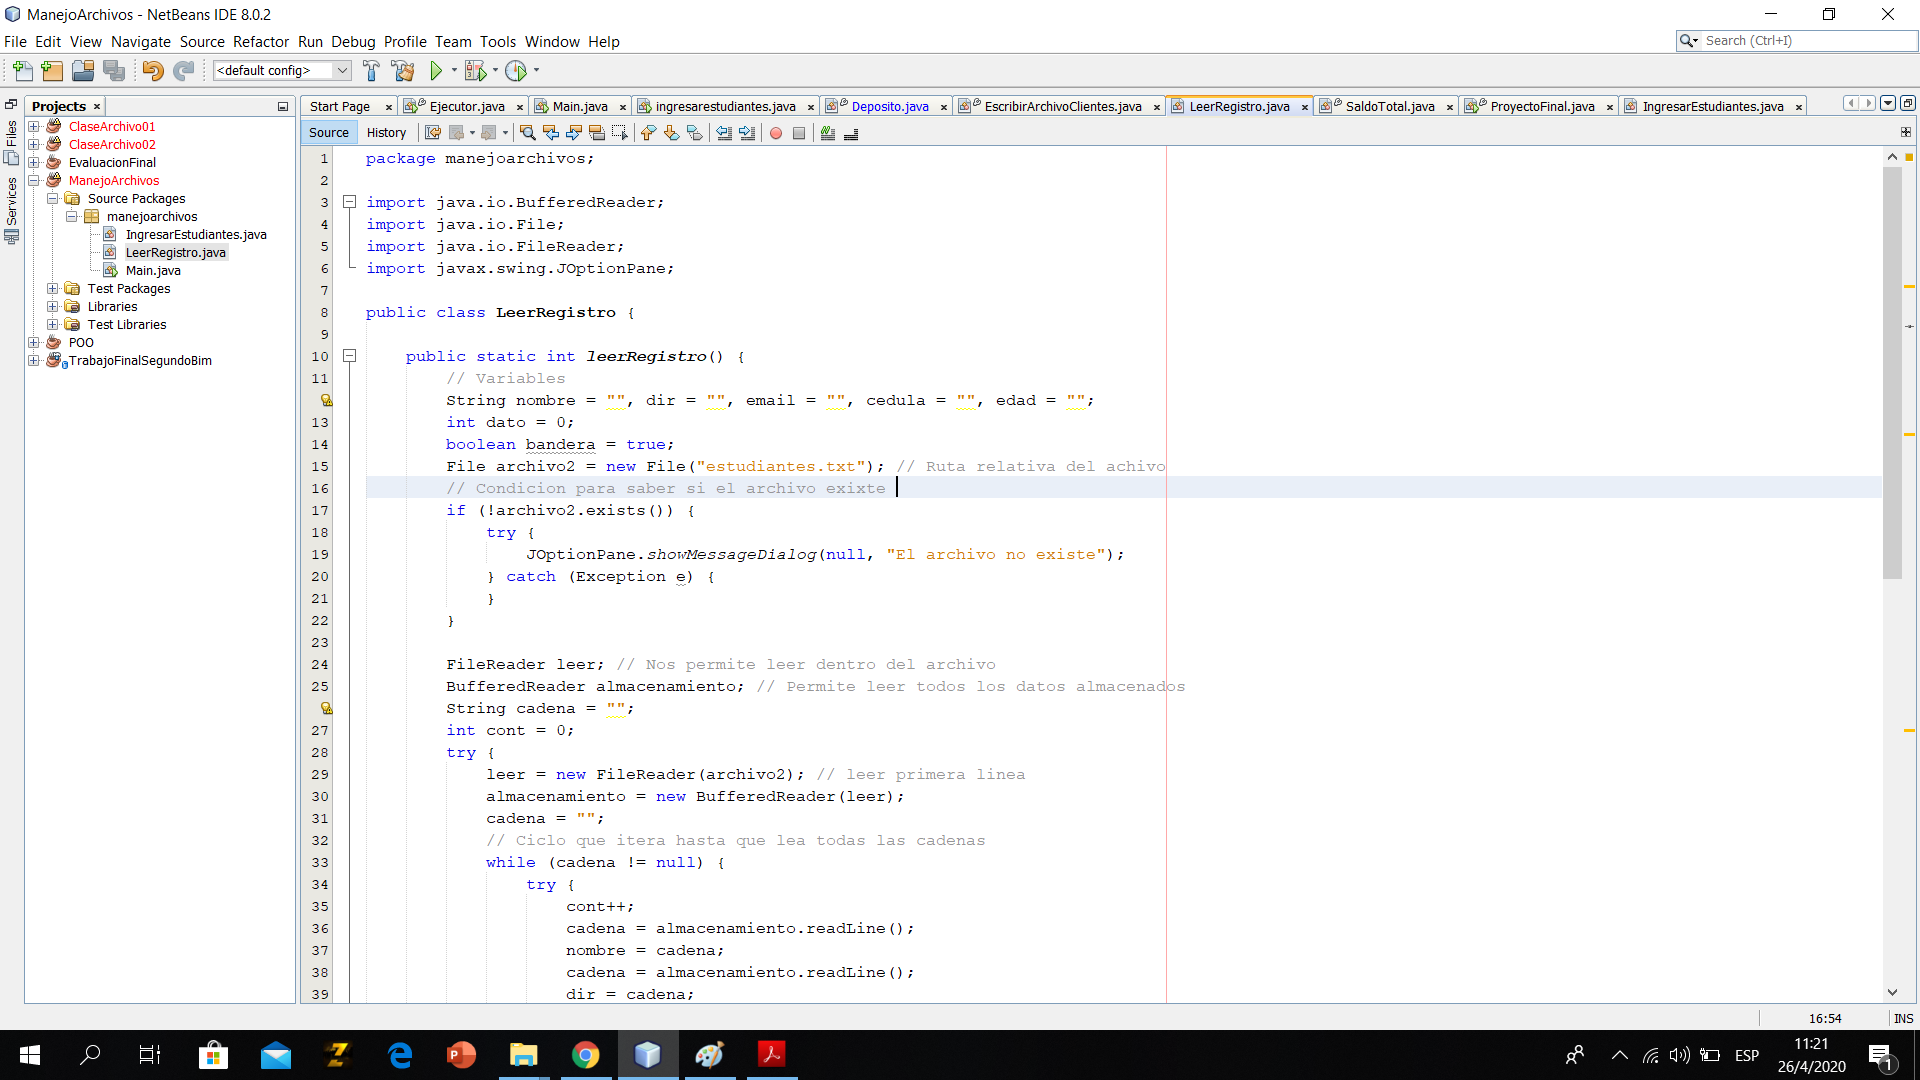 ManejoArchivos - NetBeans IDE 8.0.2
File Edit View Navigate Source Refactor Run Debug Profile Team Tools Window Help
Search (Ctrl+I)
<default config>
Files
Services
Projects
ClaseArchivo01
ClaseArchivo02
EvaluacionFinal
ManejoArchivos
Source Packages
manejoarchivos
IngresarEstudiantes.java
LeerRegistro.java
Main.java
Test Packages
Libraries
Test Libraries
POO
TrabajoFinalSegundoBim
Start Page Ejecutor.java Main.java ingresarestudiantes.java Deposito.java EscribirArchivoClientes.java LeerRegistro.java SaldoTotal.java ProyectoFinal.java IngresarEstudiantes.java
Source History
1 package manejoarchivos;
2
3 import java.io.BufferedReader;
4 import java.io.File;
5 import java.io.FileReader;
6 import javax.swing.JOptionPane;
7
8 public class LeerRegistro {
9
10 public static int leerRegistro() {
11 // Variables
String nombre = "", dir = "", email = "", cedula = "", edad = "";
13 int dato = 0;
14 boolean bandera = true;
15 File archivo2 = new File("estudiantes.txt"); // Ruta relativa del achivo
16 // Condicion para saber si el archivo exixte
17 if (!archivo2.exists()) {
18 try {
19 JOptionPane.showMessageDialog(null, "El archivo no existe");
20 } catch (Exception e) {
21 }
22 }
23
24 FileReader leer; // Nos permite leer dentro del archivo
25 BufferedReader almacenamiento; // Permite leer todos los datos almacenados
String cadena = "";
27 int cont = 0;
28 try {
29 leer = new FileReader(archivo2); // leer primera linea
30 almacenamiento = new BufferedReader(leer);
31 cadena = "";
32 // Ciclo que itera hasta que lea todas las cadenas
33 while (cadena != null) {
34 try {
35 cont++;
36 cadena = almacenamiento.readLine();
37 nombre = cadena;
38 cadena = almacenamiento.readLine();
39 dir = cadena;
16:54 INS
ESP
11:21
26/4/2020
1